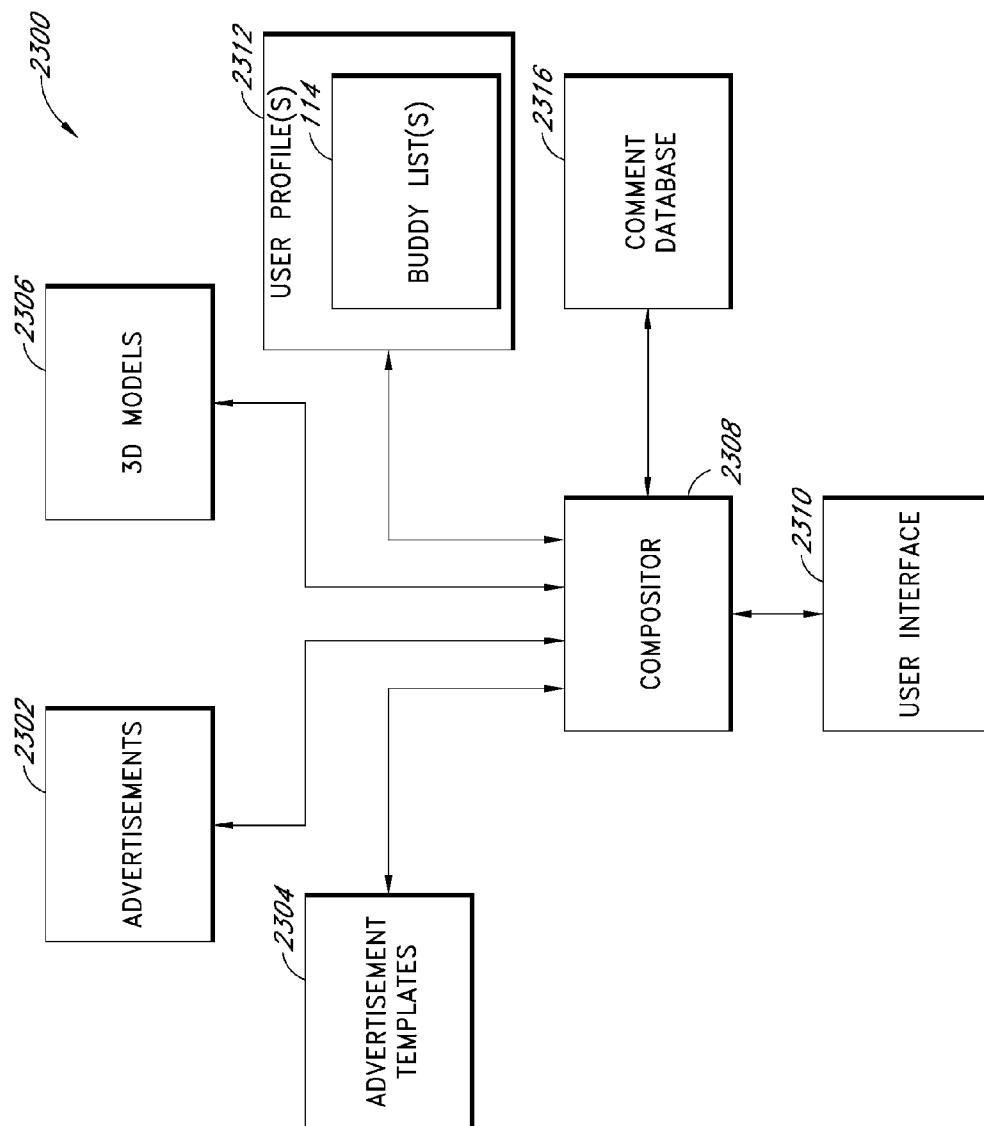 2300
2302
ADVERTISEMENTS
2306
3D MODELS
2304
ADVERTISEMENT
TEMPLATES
2312
USER PROFILE(S)
114
BUDDY LIST(S)
2308
COMPOSITOR
2316
COMMENT
DATABASE
2310
USER INTERFACE